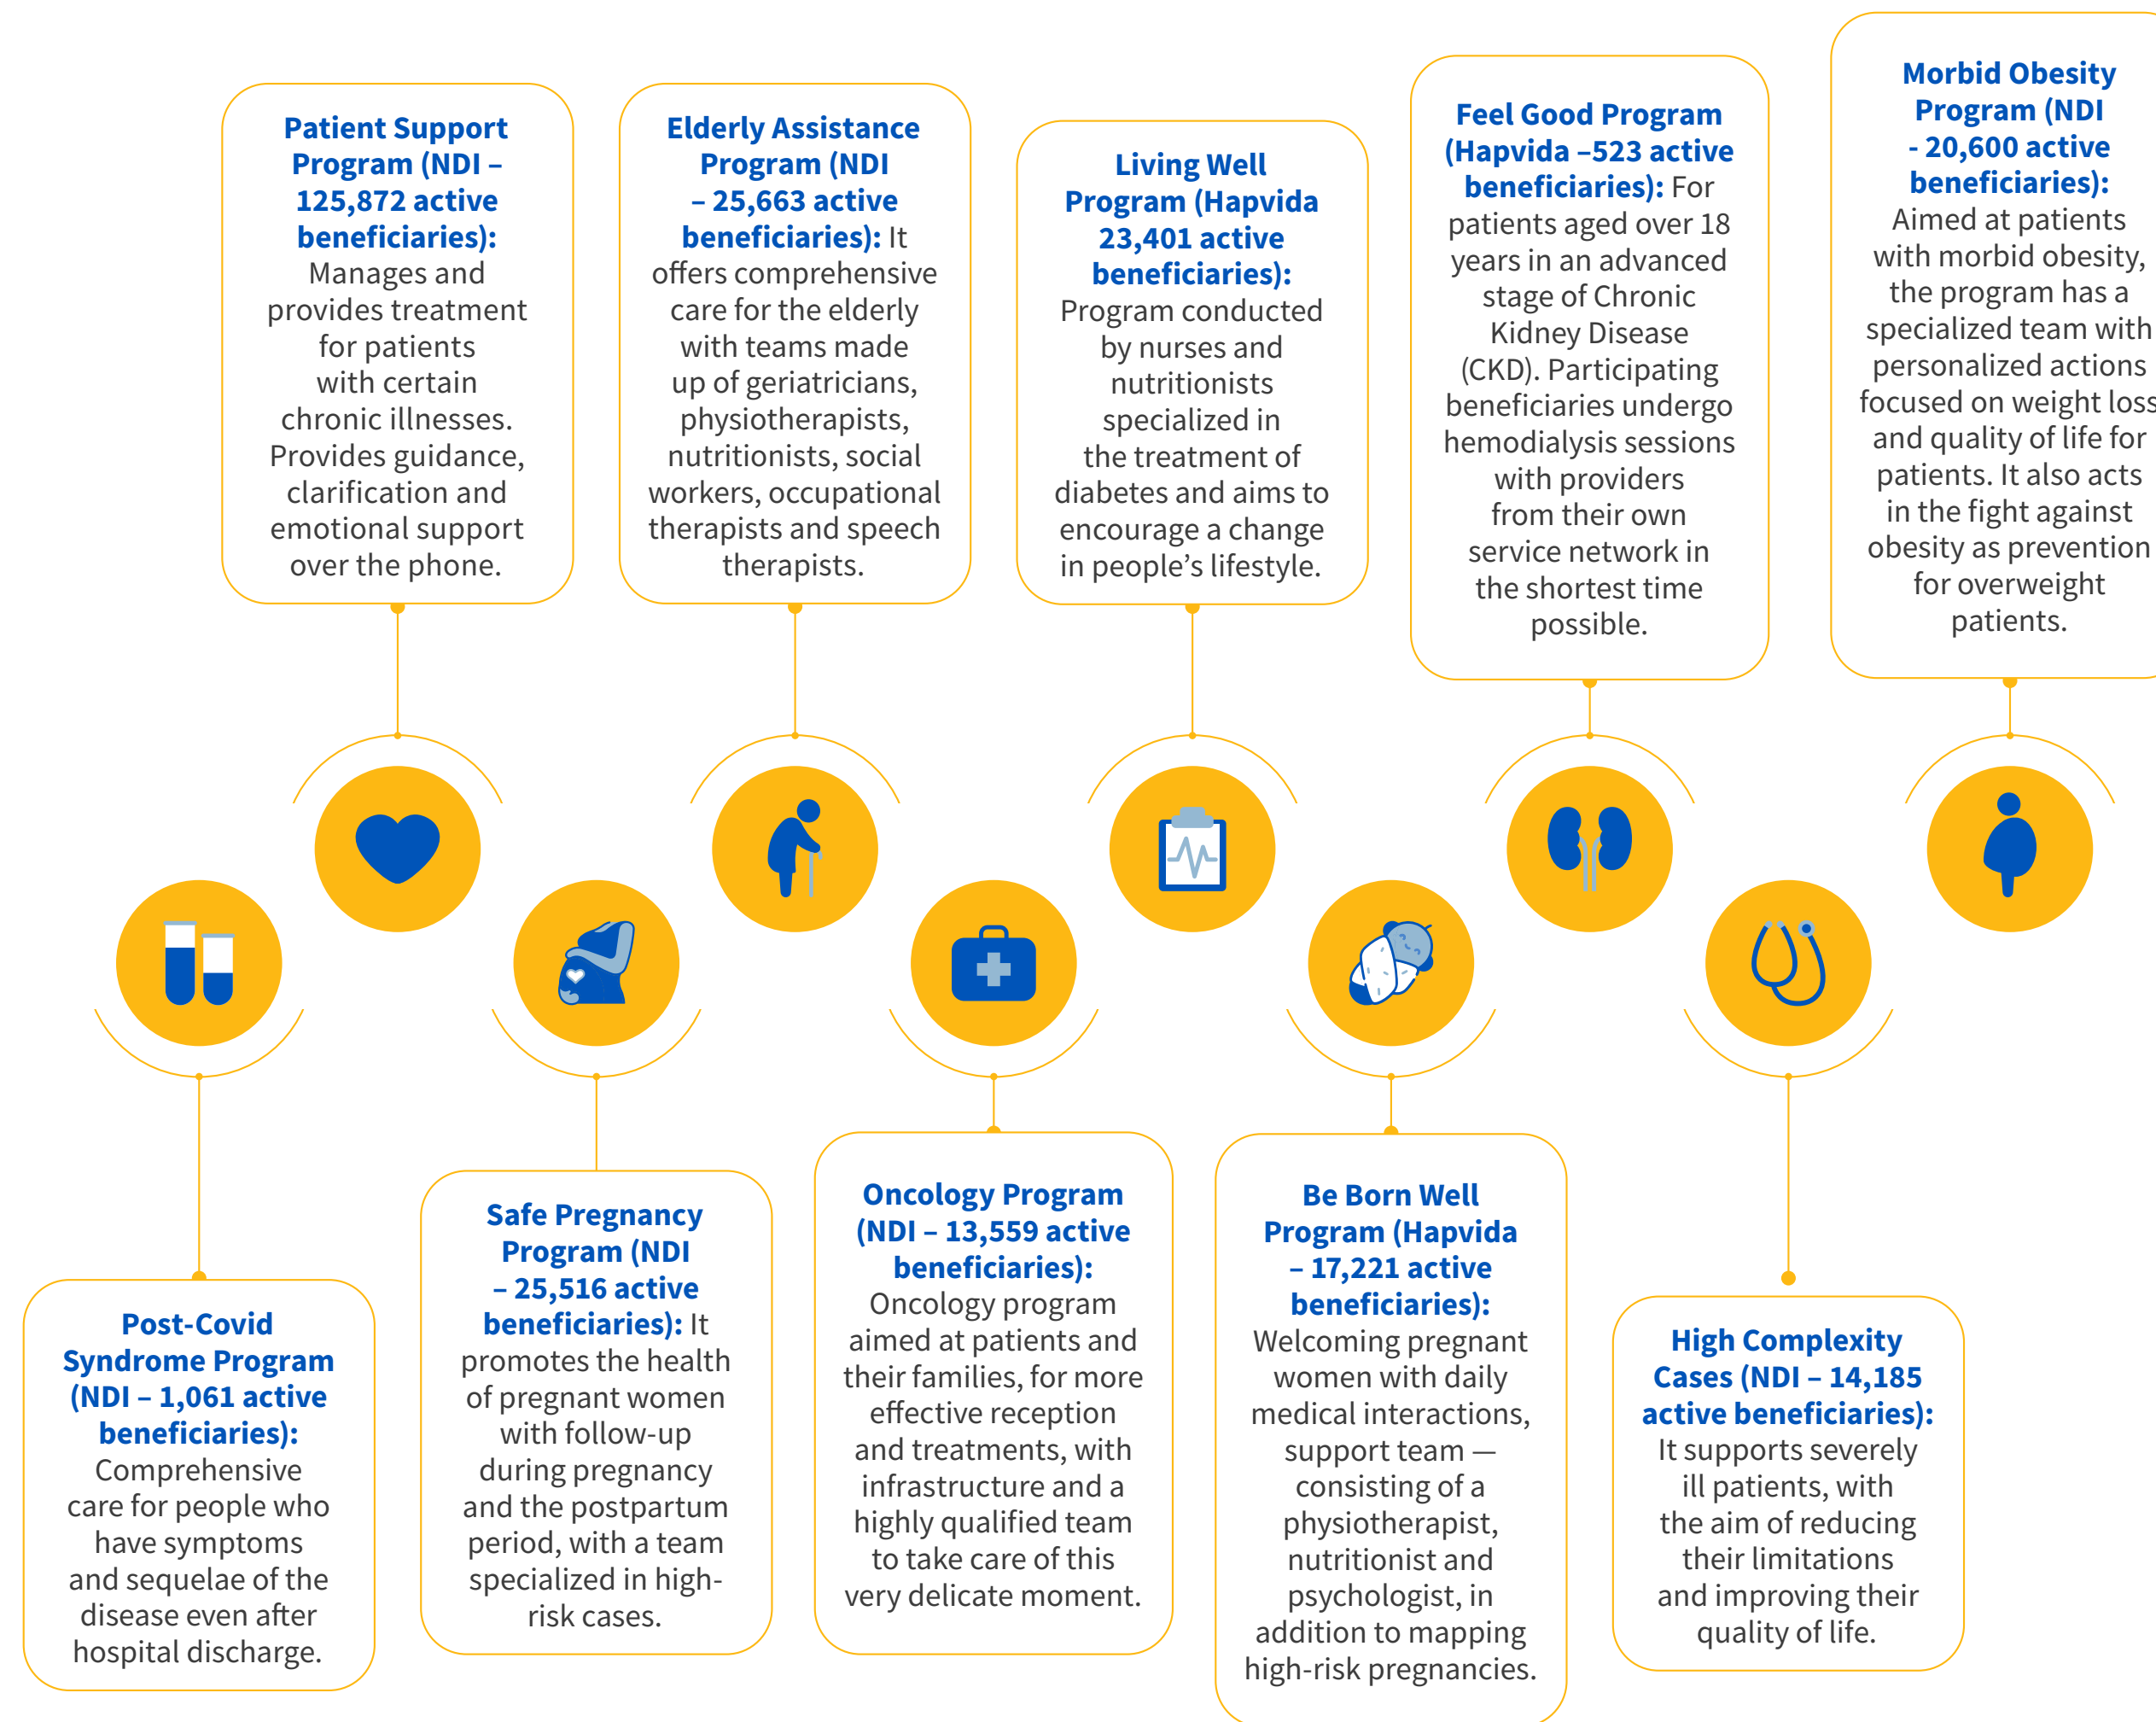 Patient Support
Program (NDI –
125,872 active
beneficiaries):
Manages and
provides treatment
for patients
with certain
chronic illnesses.
Provides guidance,
clarification and
emotional support
over the phone.
Elderly Assistance
Program (NDI
– 25,663 active
beneficiaries): It
offers comprehensive
care for the elderly
with teams made
up of geriatricians,
physiotherapists,
nutritionists, social
workers, occupational
therapists and speech
therapists.
Living Well
Program (Hapvida
23,401 active
beneficiaries):
Program conducted
by nurses and
nutritionists
specialized in
the treatment of
diabetes and aims to
encourage a change
in people’s lifestyle.
Feel Good Program
(Hapvida –523 active
beneficiaries): For
patients aged over 18
years in an advanced
stage of Chronic
Kidney Disease
(CKD). Participating
beneficiaries undergo
hemodialysis sessions
with providers
from their own
service network in
the shortest time
possible.
Morbid Obesity
Program (NDI
- 20,600 active
beneficiaries):
Aimed at patients
with morbid obesity,
the program has a
specialized team with
personalized actions
focused on weight loss
and quality of life for
patients. It also acts
in the fight against
obesity as prevention
for overweight
patients.
Post-Covid
Syndrome Program
(NDI – 1,061 active
beneficiaries):
Comprehensive
care for people who
have symptoms
and sequelae of the
disease even after
hospital discharge.
Safe Pregnancy
Program (NDI
– 25,516 active
beneficiaries): It
promotes the health
of pregnant women
with follow-up
during pregnancy
and the postpartum
period, with a team
specialized in high-
risk cases.
Oncology Program
(NDI – 13,559 active
beneficiaries):
Oncology program
aimed at patients and
their families, for more
effective reception
and treatments, with
infrastructure and a
highly qualified team
to take care of this
very delicate moment.
Be Born Well
Program (Hapvida
– 17,221 active
beneficiaries):
Welcoming pregnant
women with daily
medical interactions,
support team —
consisting of a
physiotherapist,
nutritionist and
psychologist, in
addition to mapping
high-risk pregnancies.
High Complexity
Cases (NDI – 14,185
active beneficiaries):
It supports severely
ill patients, with
the aim of reducing
their limitations
and improving their
quality of life.